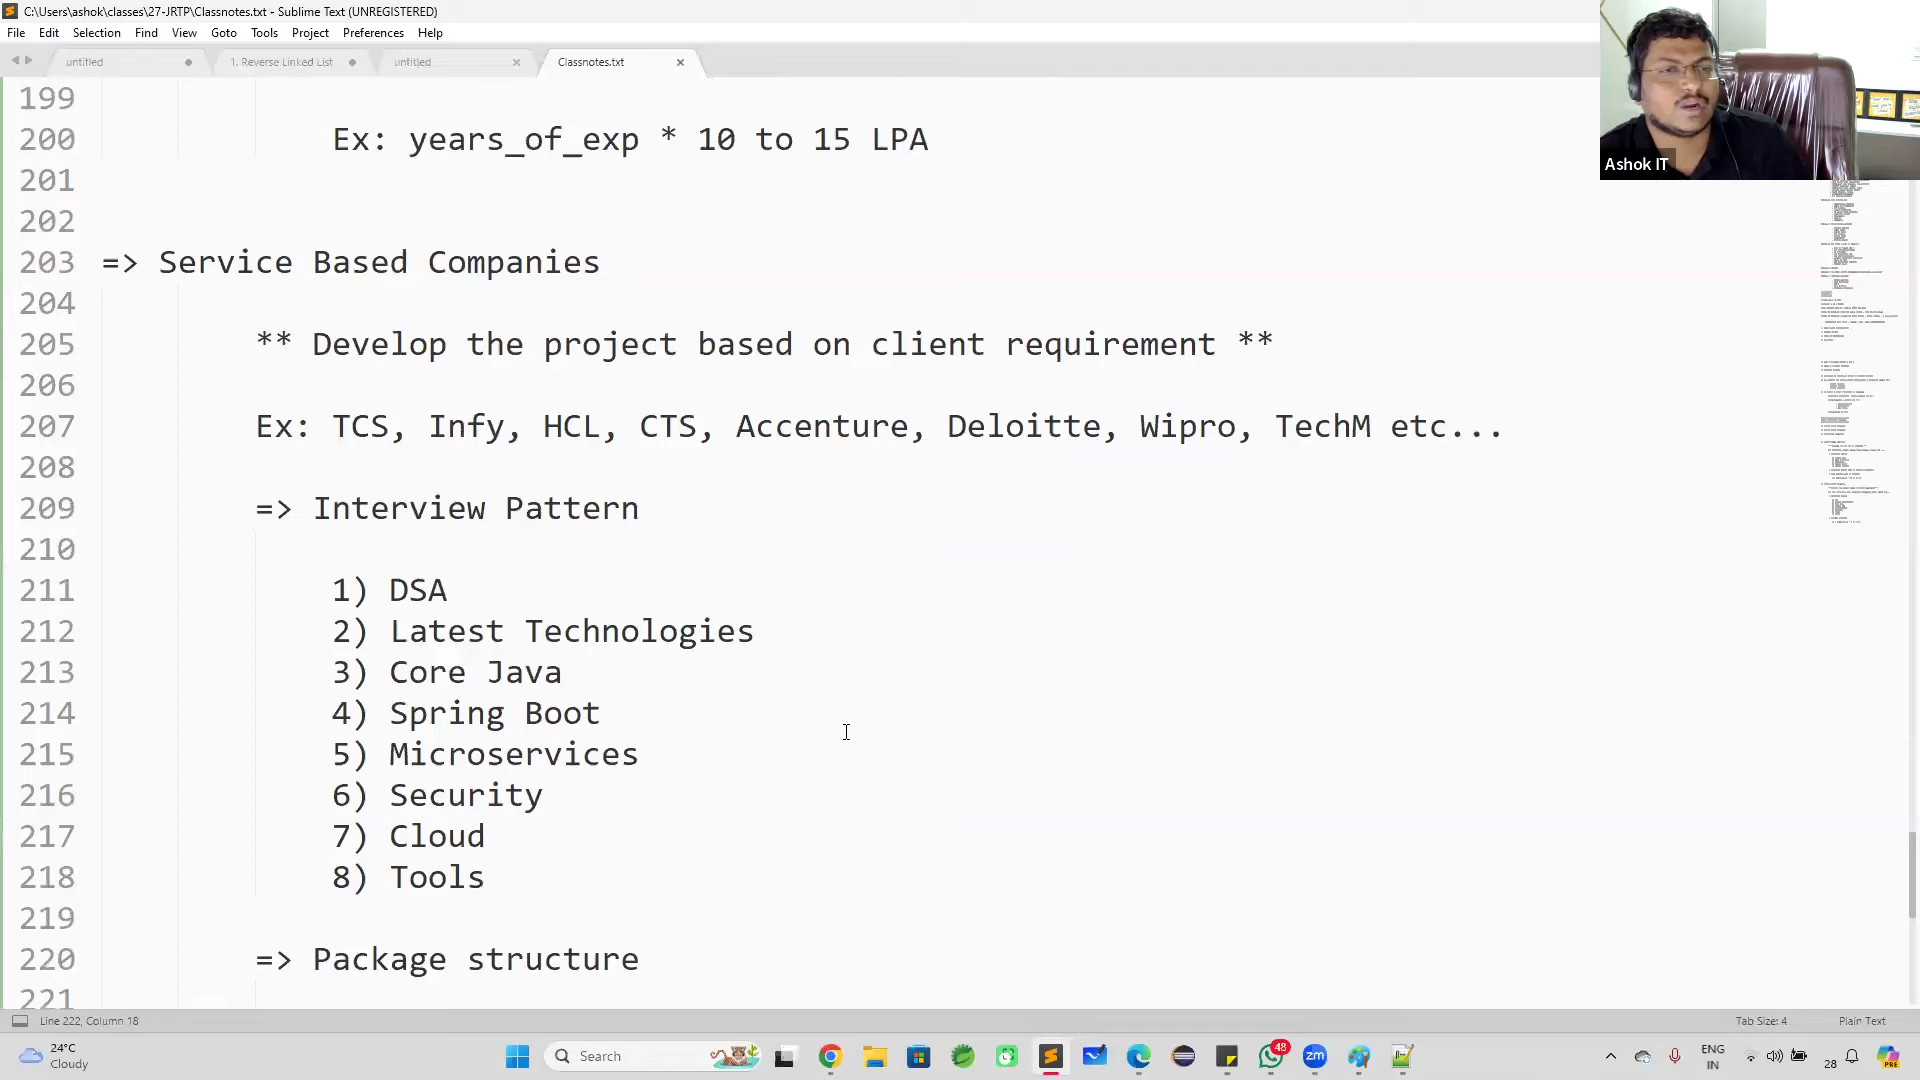 C:\Users\ashok\classes\27-JRTP\Classnotes.txt - Sublime Text (UNREGISTERED)
File Edit Selection Find View Goto Tools Project Preferences Help
untitled 1. Reverse Linked List untitled Classnotes.txt
199
200 Ex: years_of_exp * 10 to 15 LPA
201
202
203 => Service Based Companies
204
205 ** Develop the project based on client requirement **
206
207 Ex: TCS, Infy, HCL, CTS, Accenture, Deloitte, Wipro, TechM etc...
208
209 => Interview Pattern
210
211 1) DSA
212 2) Latest Technologies
213 3) Core Java
214 4) Spring Boot
215 5) Microservices
216 6) Security
217 7) Cloud
218 8) Tools
219
220 => Package structure
221
Ashok IT
Line 222, Column 18 Tab Size: 4 Plain Text
24°C
Cloudy
Search
48
zm
ENG
IN
28
PRE